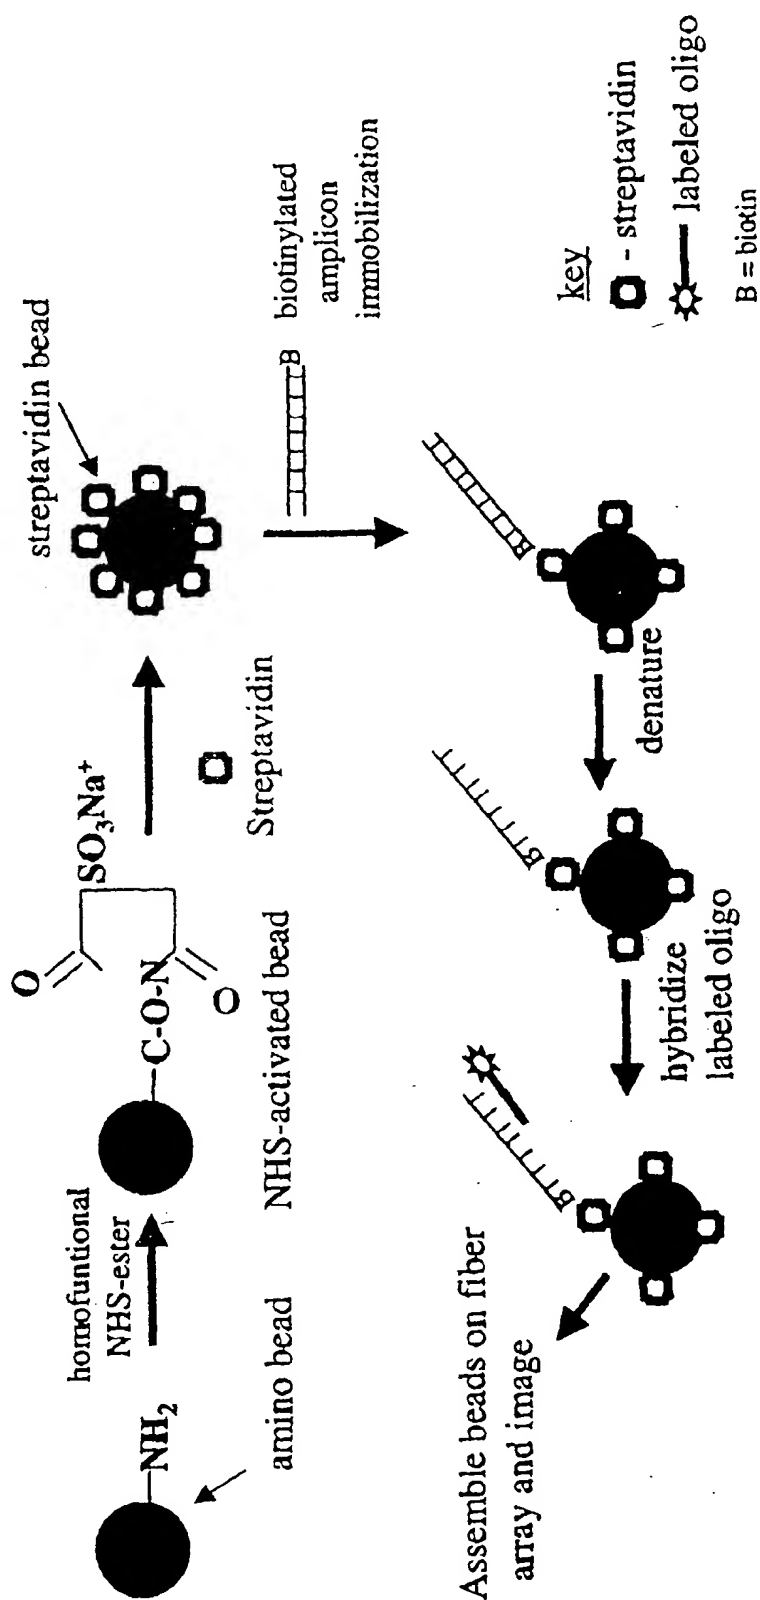 NH2
amino bead
homofuntional
NHS-ester
C-O-N
O
O
SO3Na+
NHS-activated bead
Streptavidin
streptavidin bead
B
biotinylated
amplicon
immobilization
B
denature
B
hybridize
labeled oligo
B
Assemble beads on fiber
array and image
key
- streptavidin
labeled oligo
B = biotin